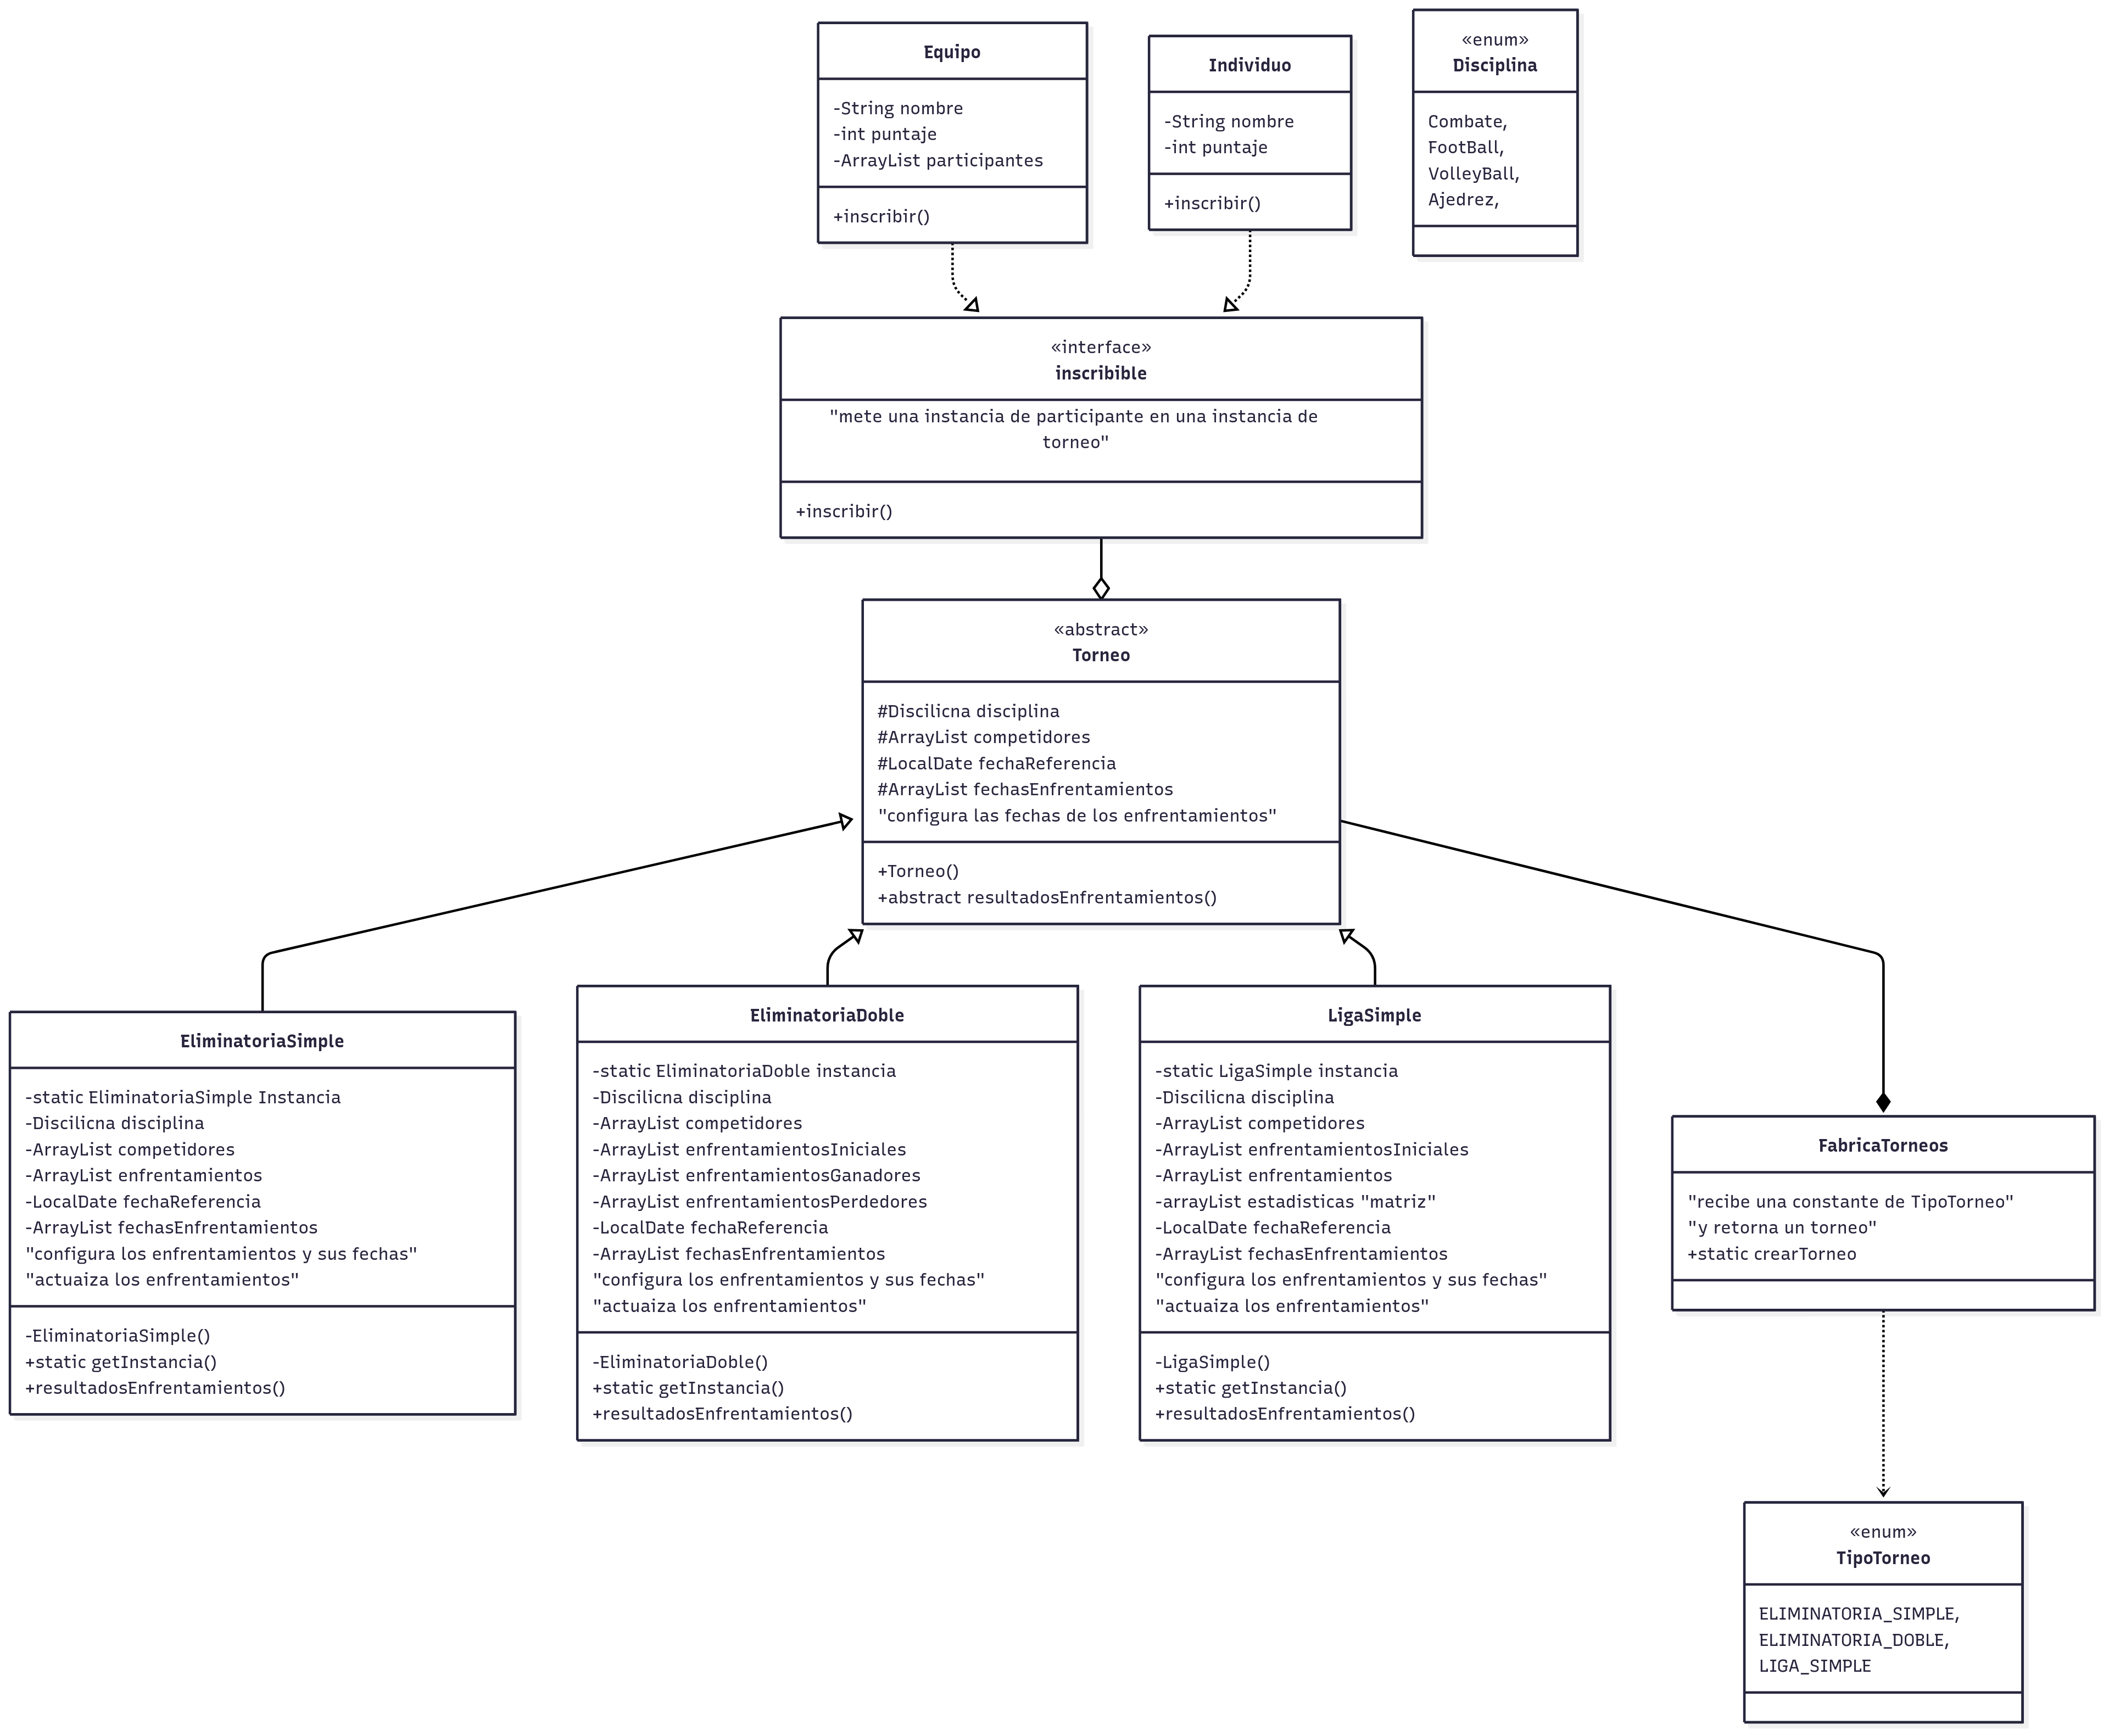 Equipo
-String nombre
-int puntaje
-ArrayList participantes
+inscribir()
Individuo
-String nombre
-int puntaje
+inscribir()
«enum»
Disciplina
Combate,
FootBall,
VolleyBall,
Ajedrez,
«interface»
inscribible
"mete una instancia de participante en una instancia de
torneo"
+inscribir()
«abstract»
Torneo
#Discilicna disciplina
#ArrayList competidores
#LocalDate fechaReferencia
#ArrayList fechasEnfrentamientos
"configura las fechas de los enfrentamientos"
+Torneo()
+abstract resultadosEnfrentamientos()
EliminatoriaSimple
-static EliminatoriaSimple Instancia
-Discilicna disciplina
-ArrayList competidores
-ArrayList enfrentamientos
-LocalDate fechaReferencia
-ArrayList fechasEnfrentamientos
"configura los enfrentamientos y sus fechas"
"actuaiza los enfrentamientos"
-EliminatoriaSimple()
+static getInstancia()
+resultadosEnfrentamientos()
EliminatoriaDoble
-static EliminatoriaDoble instancia
-Discilicna disciplina
-ArrayList competidores
-ArrayList enfrentamientosIniciales
-ArrayList enfrentamientosGanadores
-ArrayList enfrentamientosPerdedores
-LocalDate fechaReferencia
-ArrayList fechasEnfrentamientos
"configura los enfrentamientos y sus fechas"
"actuaiza los enfrentamientos"
-EliminatoriaDoble()
+static getInstancia()
+resultadosEnfrentamientos()
LigaSimple
-static LigaSimple instancia
-Discilicna disciplina
-ArrayList competidores
-ArrayList enfrentamientosIniciales
-ArrayList enfrentamientos
-arrayList estadisticas "matriz"
-LocalDate fechaReferencia
-ArrayList fechasEnfrentamientos
"configura los enfrentamientos y sus fechas"
"actuaiza los enfrentamientos"
-LigaSimple()
+static getInstancia()
+resultadosEnfrentamientos()
FabricaTorneos
"recibe una constante de TipoTorneo"
"y retorna un torneo"
+static crearTorneo
«enum»
TipoTorneo
ELIMINATORIA_SIMPLE,
ELIMINATORIA_DOBLE,
LIGA_SIMPLE